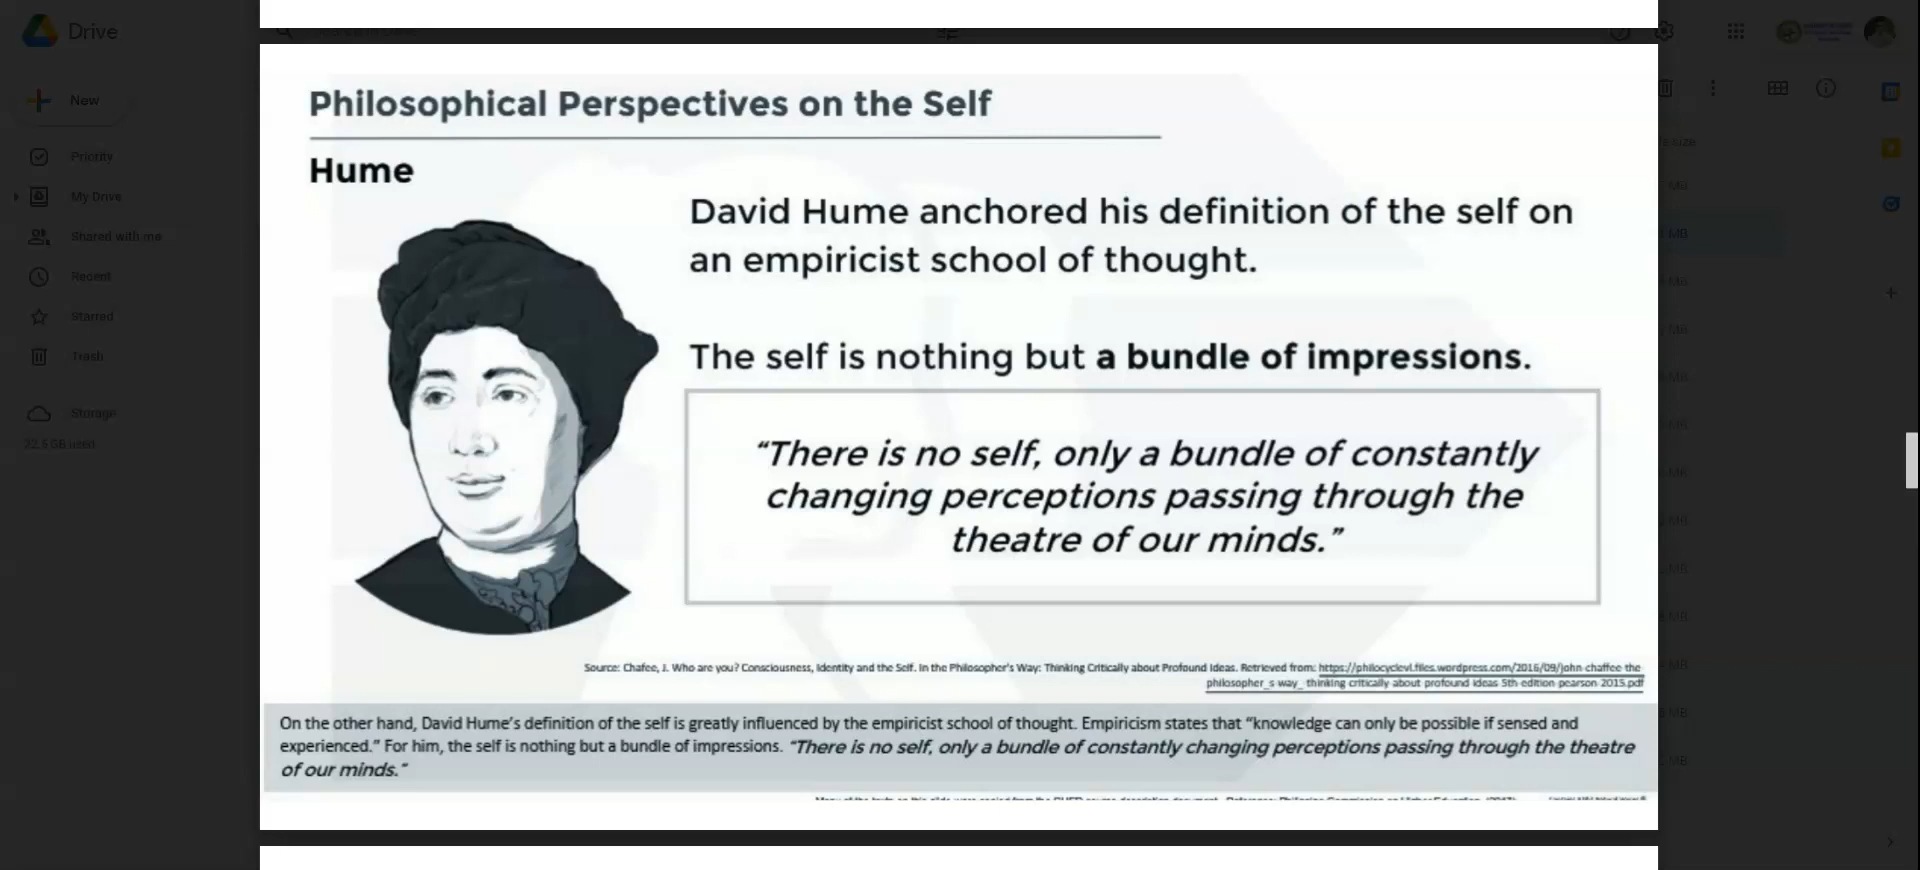 Drive
New
Priority
My Drive
Shared with me
Recent
Starred
Trash
Storage
22.5 GB used
Philosophical Perspectives on the Self
Hume
David Hume anchored his definition of the self on
an empiricist school of thought.
The self is nothing but a bundle of impressions.
“There is no self, only a bundle of constantly
changing perceptions passing through the
theatre of our minds.”
Source: Chafee, J. Who are you? Consciousness, Identity and the Self. In the Philosopher's Way: Thinking Critically about Profound Ideas. Retrieved from: https://philocyclevl.files.wordpress.com/2016/09/john-chaffee-the-
philosopher_s-way_-thinking-critically-about-profound-ideas-5th-edition-pearson-2015.pdf
On the other hand, David Hume's definition of the self is greatly influenced by the empiricist school of thought. Empiricism states that “knowledge can only be possible if sensed and
experienced.” For him, the self is nothing but a bundle of impressions. “There is no self, only a bundle of constantly changing perceptions passing through the theatre
of our minds.”